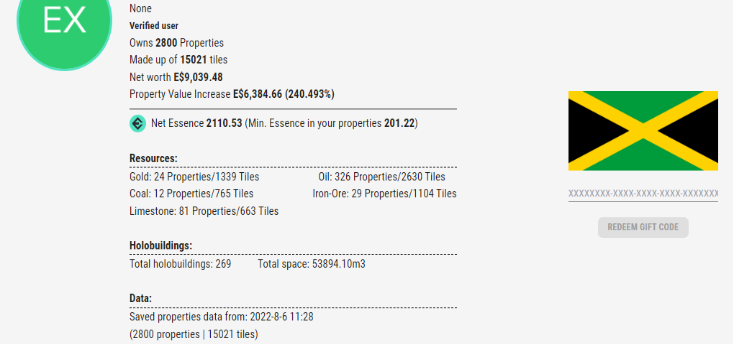 EX
None
Verified user
Owns 2800 Properties
Made up of 15021 tiles
Net worth E$9,039.48
Property Value Increase E$6,384.66 (240.493%)
Net Essence 2110.53 (Min. Essence in your properties 201.22)
Resources:
Gold: 24 Properties/1339 Tiles Oil: 326 Properties/2630 Tiles
Coal: 12 Properties/765 Tiles Iron-Ore: 29 Properties/1104 Tiles
Limestone: 81 Properties/663 Tiles
Holobuildings:
Total holobuildings: 269 Total space: 53894.10m3
Data:
Saved properties data from: 2022-8-6 11:28
(2800 properties | 15021 tiles)
XXXXXXXX-XXXX-XXXX-XXXX-XXXXXXX
REDEEM GIFT CODE